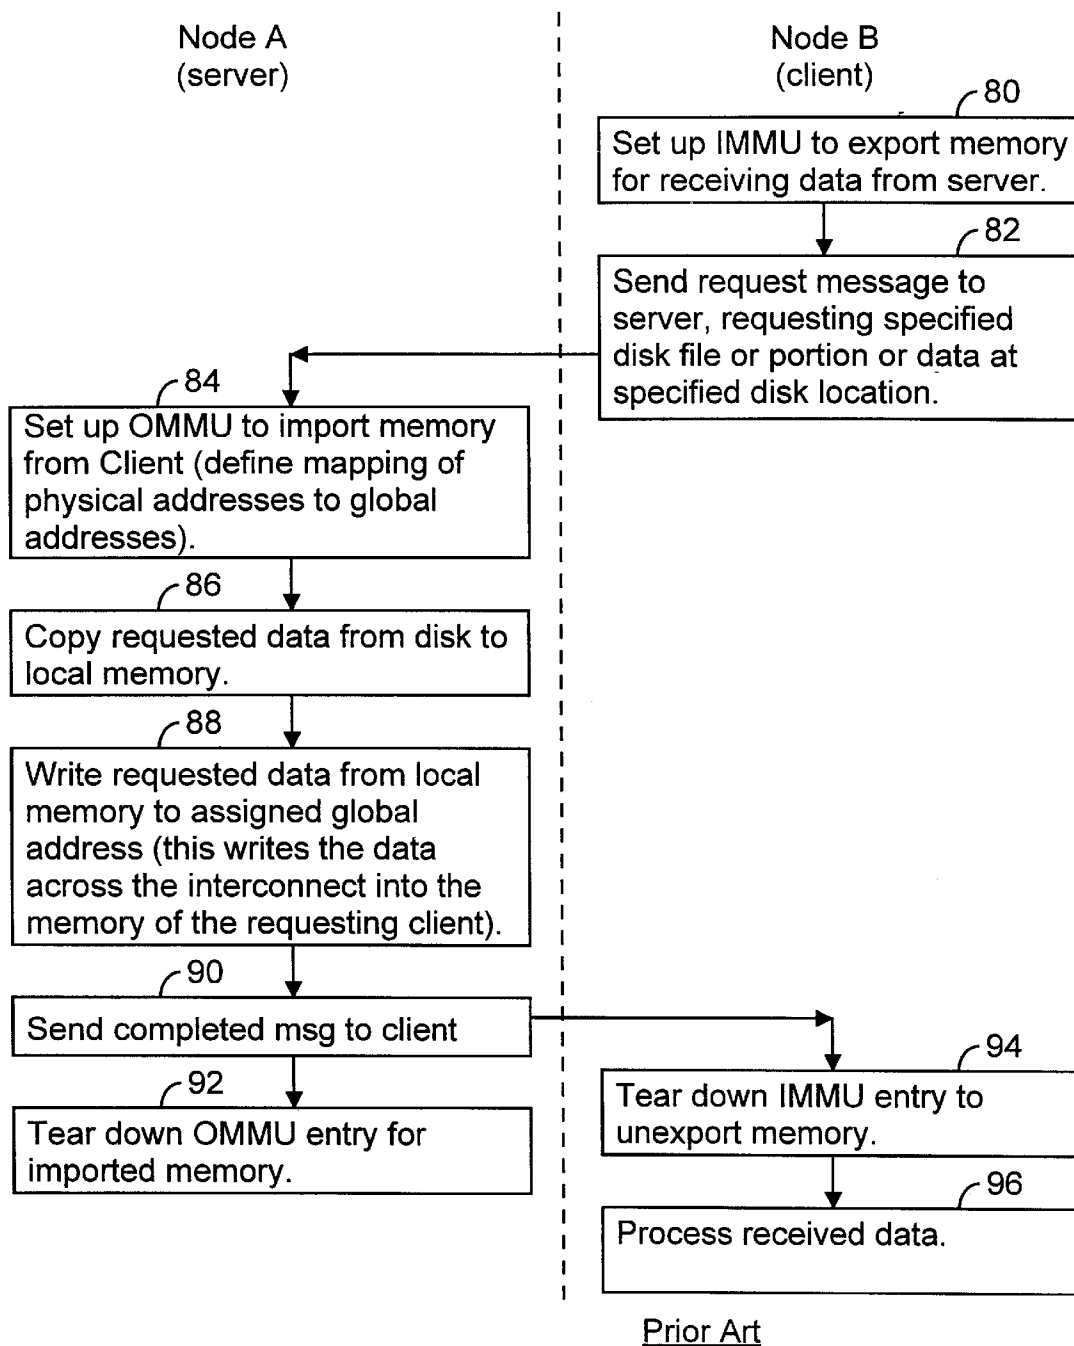 Node A
(server)
Node B
(client)
80
Set up IMMU to export memory
for receiving data from server.
82
Send request message to
server, requesting specified
disk file or portion or data at
specified disk location.
84
Set up OMMU to import memory
from Client (define mapping of
physical addresses to global
addresses).
86
Copy requested data from disk to
local memory.
88
Write requested data from local
memory to assigned global
address (this writes the data
across the interconnect into the
memory of the requesting client).
90
Send completed msg to client
92
Tear down OMMU entry for
imported memory.
94
Tear down IMMU entry to
unexport memory.
96
Process received data.
Prior Art